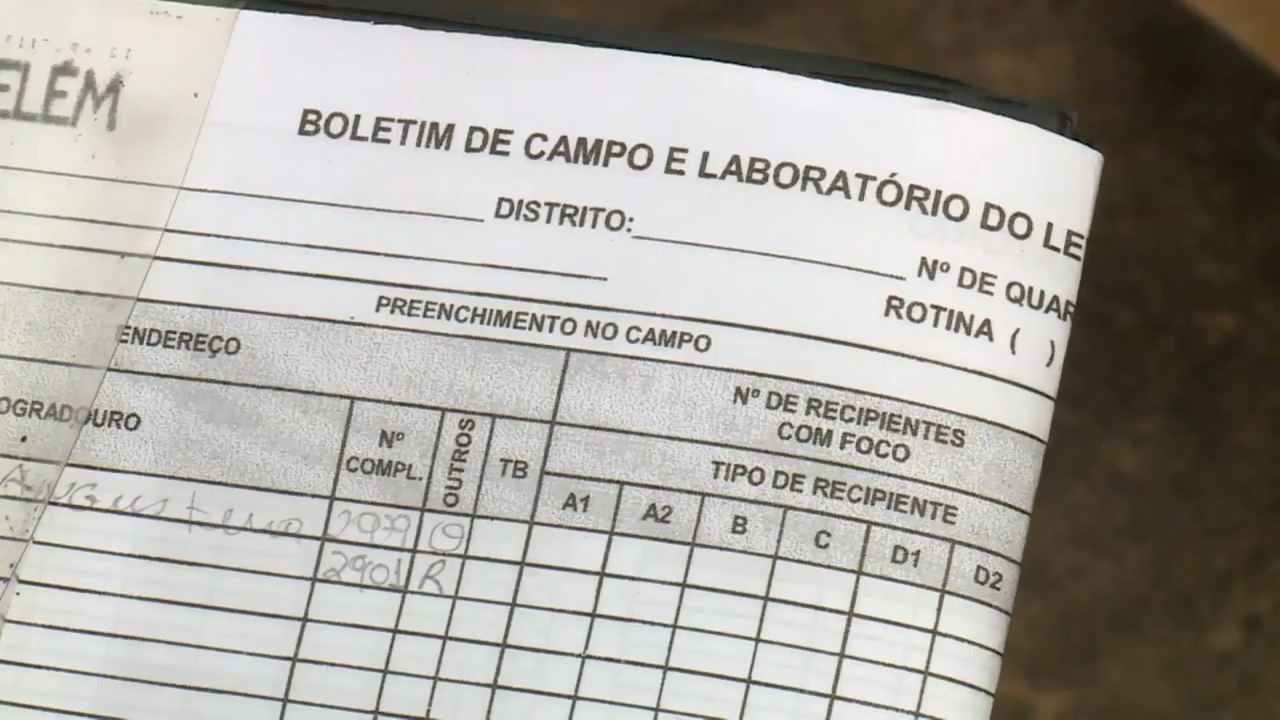 ELÉM
BOLETIM DE CAMPO E LABORATÓRIO DO LE
DISTRITO:
Nº DE QUAR
ROTINA ( )
PREENCHIMENTO NO CAMPO
ENDEREÇO
Nº DE RECIPIENTES
COM FOCO
OGRADOURO
Nº
COMPL.
OUTROS
TB
TIPO DE RECIPIENTE
A1 A2 B C D1 D2
O
2901 R